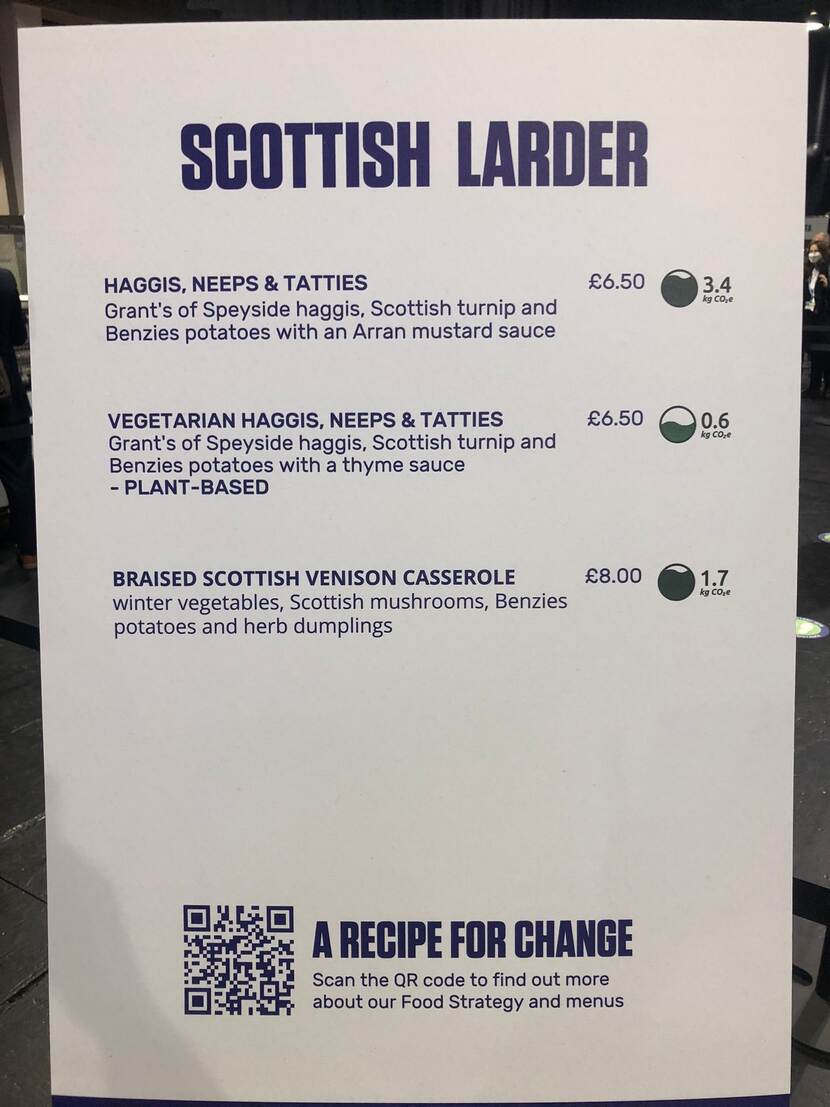 SCOTTISH LARDER
HAGGIS, NEEPS & TATTIES £6.50 3.4
kg CO₂e
Grant's of Speyside haggis, Scottish turnip and
Benzies potatoes with an Arran mustard sauce
VEGETARIAN HAGGIS, NEEPS & TATTIES £6.50 0.6
kg CO₂e
Grant's of Speyside haggis, Scottish turnip and
Benzies potatoes with a thyme sauce
- PLANT-BASED
BRAISED SCOTTISH VENISON CASSEROLE £8.00 1.7
kg CO₂e
winter vegetables, Scottish mushrooms, Benzies
potatoes and herb dumplings
A RECIPE FOR CHANGE
Scan the QR code to find out more
about our Food Strategy and menus